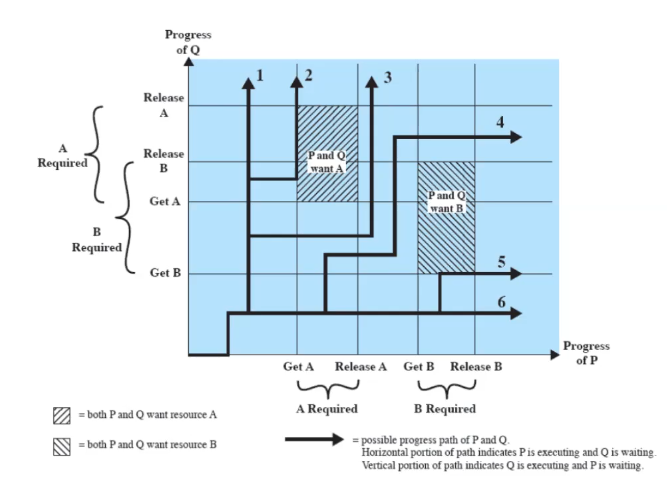 Progress
of Q
1
2
3
4
5
6
Release
A
A
Required
Release
B
P and Q
want A
P and Q
want B
Get A
B
Required
Get B
Progress
of P
Get A
Release A
Get B
Release B
A Required
B Required
= both P and Q want resource A
= both P and Q want resource B
= possible progress path of P and Q.
Horizontal portion of path indicates P is executing and Q is waiting.
Vertical portion of path indicates Q is executing and P is waiting.